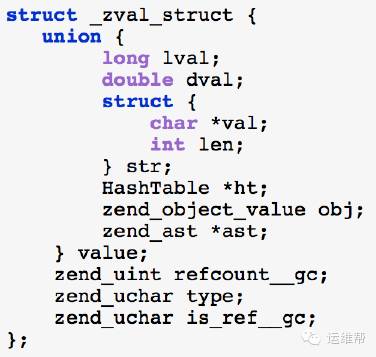 struct _zval_struct {
    union {
        long lval;
        double dval;
        struct {
            char *val;
            int len;
        } str;
        HashTable *ht;
        zend_object_value obj;
        zend_ast *ast;
    } value;
    zend_uint refcount__gc;
    zend_uchar type;
    zend_uchar is_ref__gc;
};
运维帮